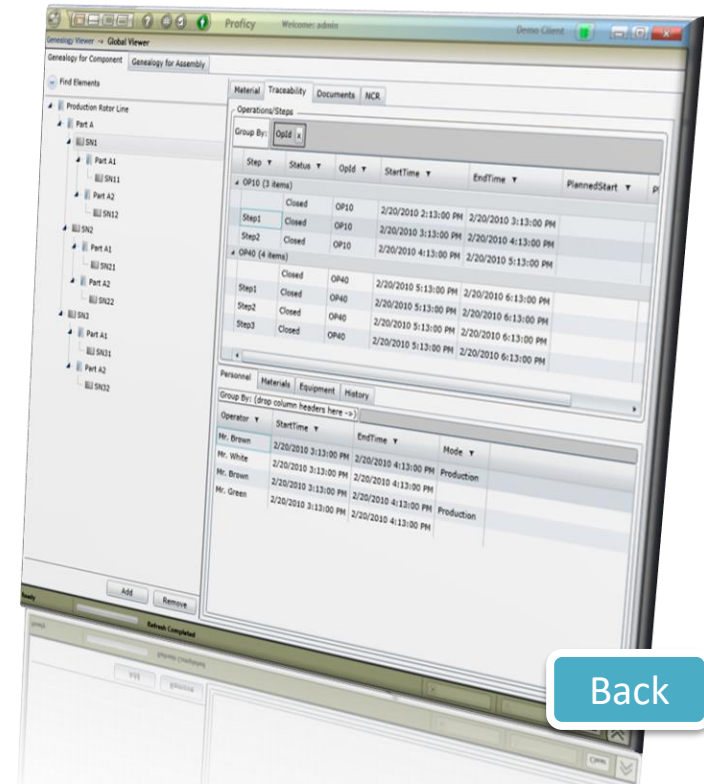 Proficy Welcome: admin Demo Client
Genealogy Viewer -> Global Viewer
Genealogy for Component Genealogy for Assembly
Find Elements
Production Rotor Line
Part A
SN1
Part A1
SN11
Part A2
SN12
SN2
Part A1
SN21
Part A2
SN22
SN3
Part A1
SN31
Part A2
SN32
Add Remove
Material Traceability Documents NCR
Operations/Steps
Group By: OpId x
Step Status OpId StartTime EndTime PlannedStart
OP10 (3 items)
Closed OP10 2/20/2010 2:13:00 PM 2/20/2010 3:13:00 PM
Step1 Closed OP10 2/20/2010 3:13:00 PM 2/20/2010 4:13:00 PM
Step2 Closed OP10 2/20/2010 4:13:00 PM 2/20/2010 5:13:00 PM
OP40 (4 items)
Closed OP40 2/20/2010 5:13:00 PM 2/20/2010 6:13:00 PM
Step1 Closed OP40 2/20/2010 5:13:00 PM 2/20/2010 6:13:00 PM
Step2 Closed OP40 2/20/2010 5:13:00 PM 2/20/2010 6:13:00 PM
Step3 Closed OP40 2/20/2010 5:13:00 PM 2/20/2010 6:13:00 PM
Personnel Materials Equipment History
Group By: (drop column headers here ->)
Operator StartTime EndTime Mode
Mr. Brown 2/20/2010 3:13:00 PM 2/20/2010 4:13:00 PM Production
Mr. White 2/20/2010 3:13:00 PM 2/20/2010 4:13:00 PM
Mr. Brown 2/20/2010 3:13:00 PM 2/20/2010 4:13:00 PM Production
Mr. Green 2/20/2010 3:13:00 PM 2/20/2010 4:13:00 PM
Ready Refresh Completed
Back